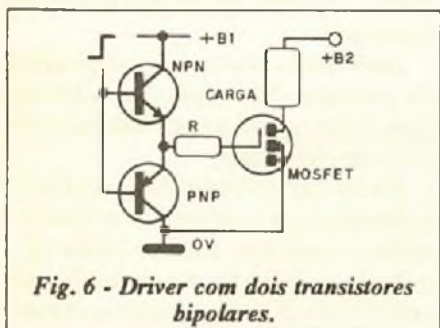 +B1
NPN
+B2
CARGA
R
MOSFET
PNP
0V
Fig. 6 - Driver com dois transistores
bipolares.